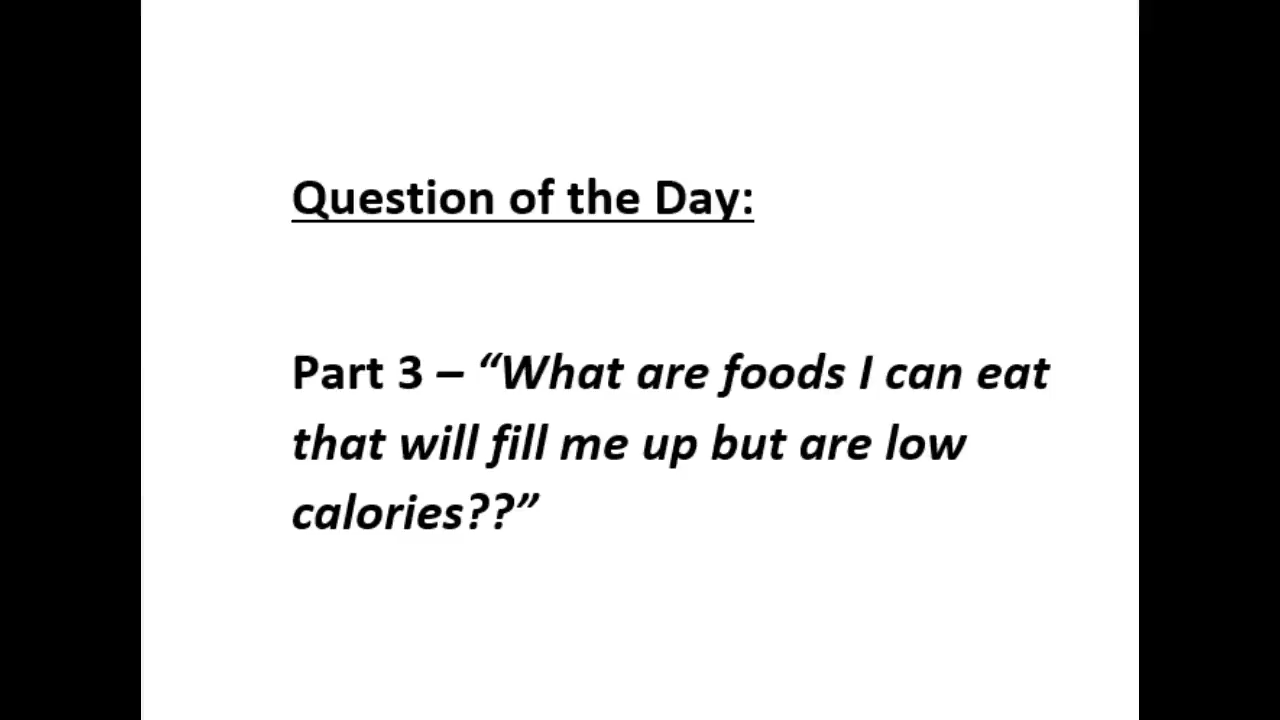 Question of the Day:
Part 3 – “What are foods I can eat
that will fill me up but are low
calories??”